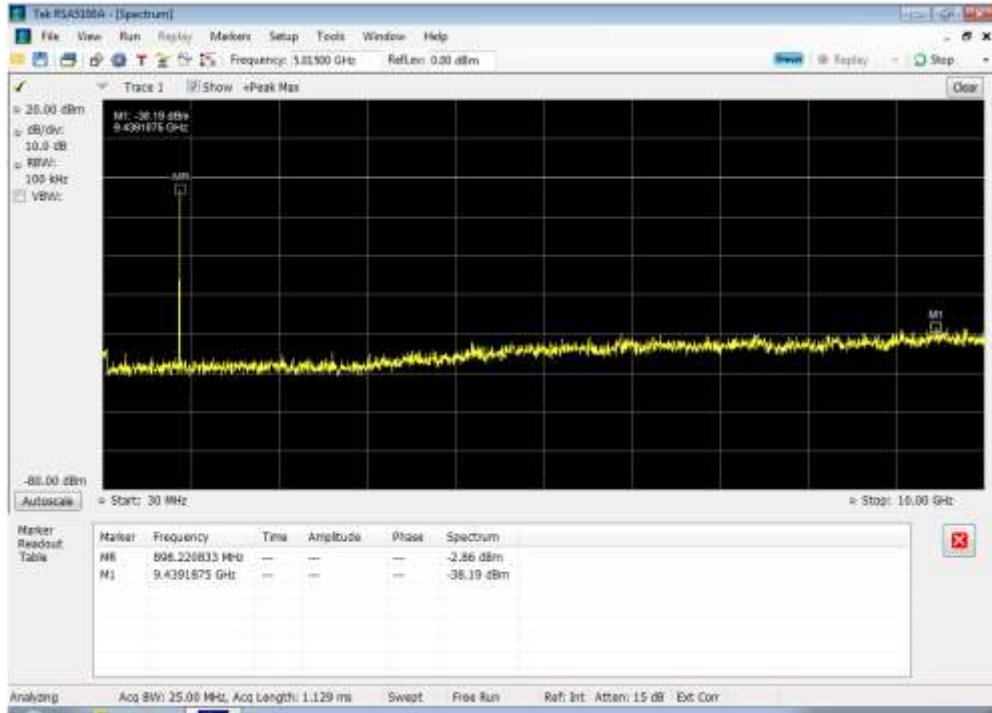 Tek RSA5100A - [Spectrum]
File View Run Replay Markers Setup Tools Window Help
T Frequency: 5.01500 GHz RefLev: 0.00 dBm Preset Replay Stop
Trace 1 Show +Peak Max Clear
20.00 dBm
dB/div:
10.0 dB
RBW:
100 kHz
VBW:
M1: -38.19 dBm
9.4391875 GHz
MR
M1
-80.00 dBm
Autoscale Start: 30 MHz Stop: 10.00 GHz
Marker
Readout
Table
Marker Frequency Time Amplitude Phase Spectrum
MR 898.220833 MHz --- --- --- -2.86 dBm
M1 9.4391875 GHz --- --- --- -38.19 dBm
Analyzing Acq BW: 25.00 MHz, Acq Length: 1.129 ms Swept Free Run Ref: Int Atten: 15 dB Ext Corr